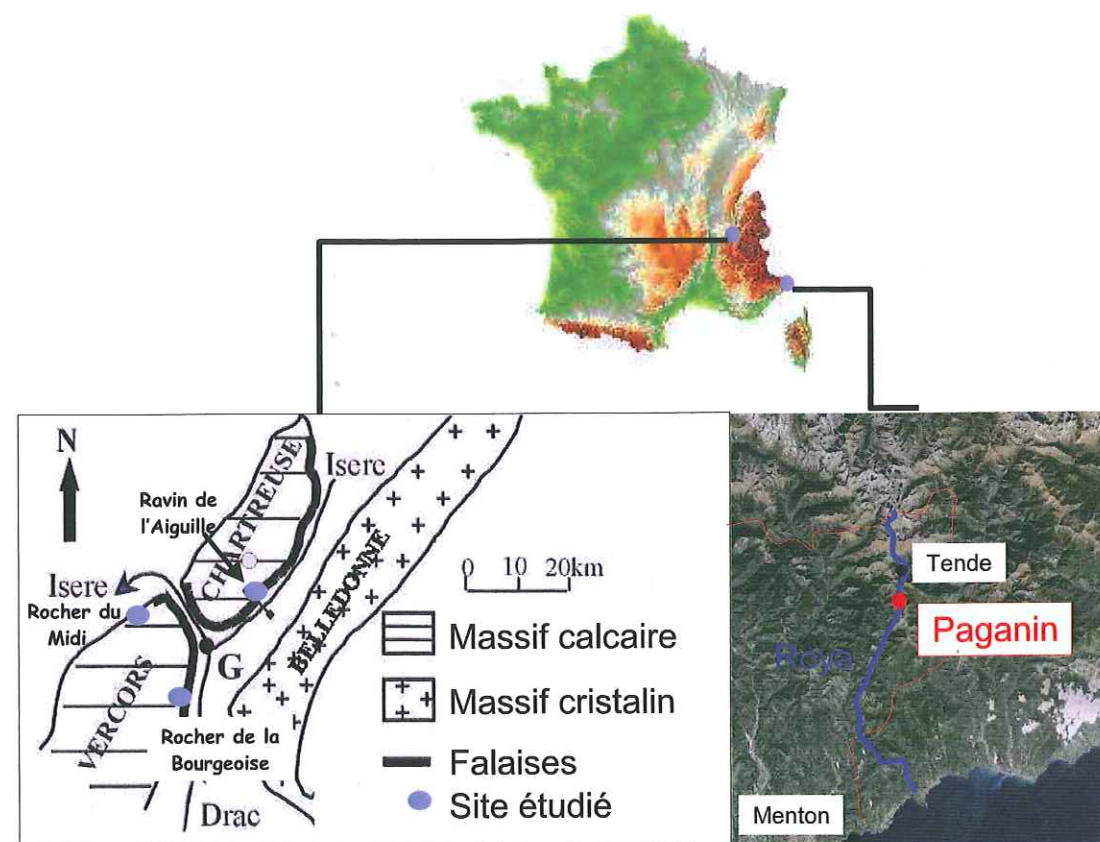 N
Ravin de
l'Aiguille
CHARTREUSE
Isere
Isere
Rocher du
Midi
G
VERCORS
BELLEDONNE
Rocher de la
Bourgeoise
Drac
0 10 20km
Massif calcaire
Massif cristalin
Falaises
Site étudié
Tende
Paganin
Roya
Menton